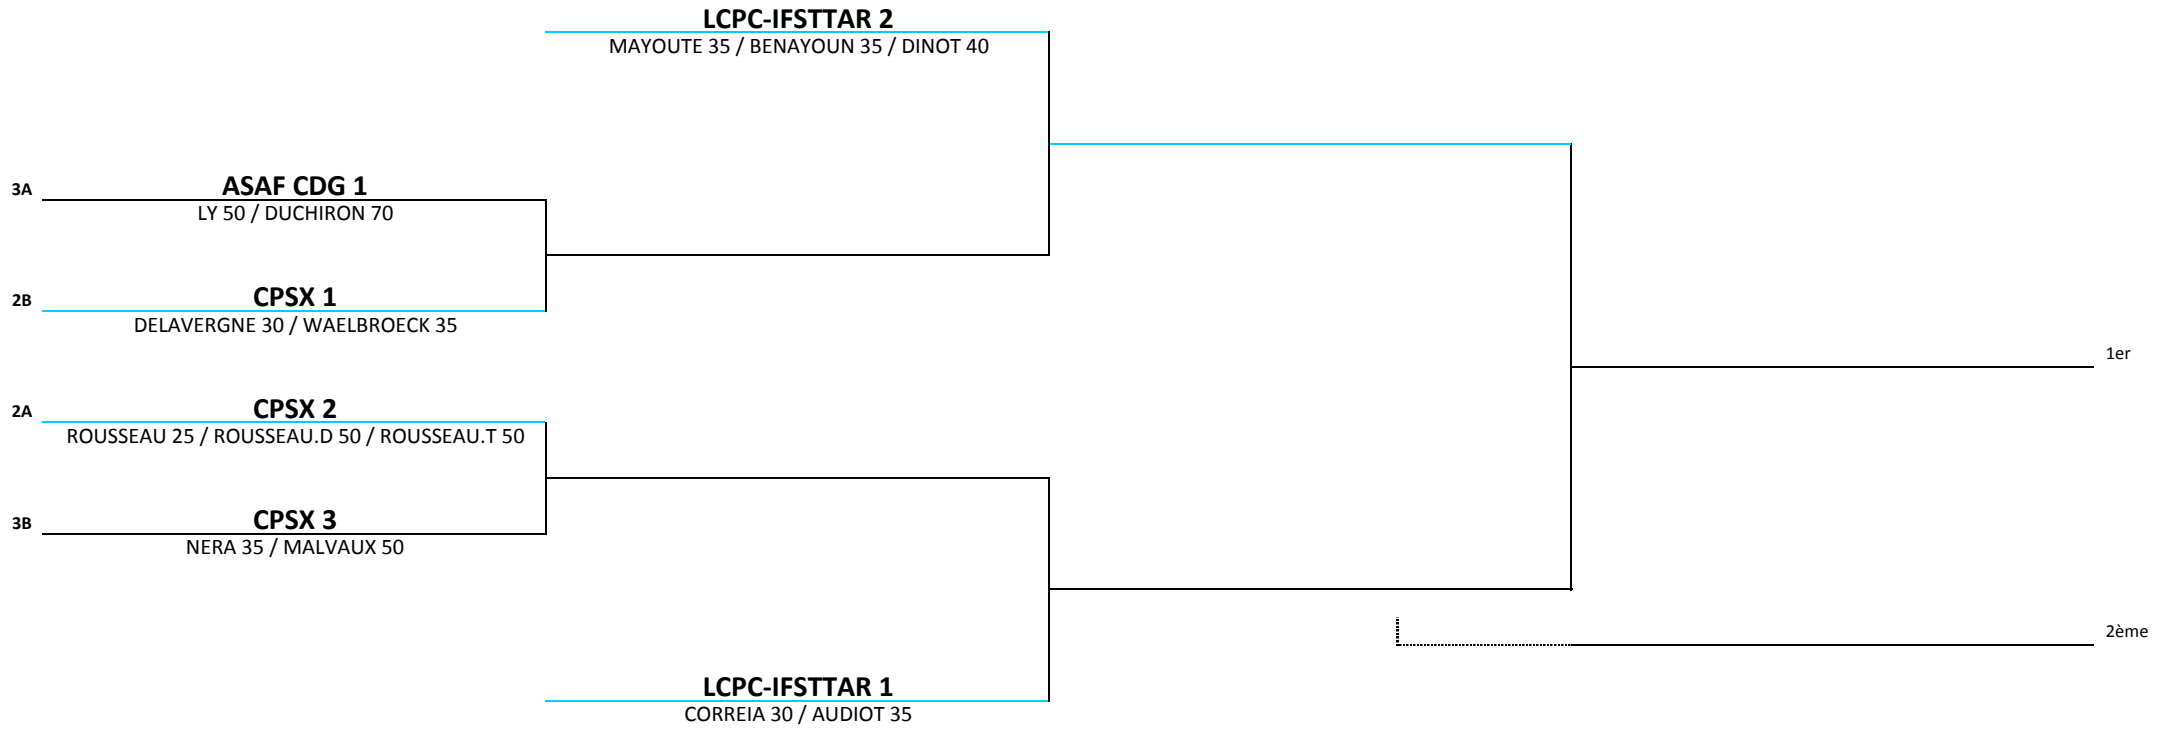 LCPC-IFSTTAR 2
MAYOUTE 35 / BENAYOUN 35 / DINOT 40
3A ASAF CDG 1
LY 50 / DUCHIRON 70
2B CPSX 1
DELAVERGNE 30 / WAELBROECK 35
1er
2A CPSX 2
ROUSSEAU 25 / ROUSSEAU.D 50 / ROUSSEAU.T 50
3B CPSX 3
NERA 35 / MALVAUX 50
2ème
LCPC-IFSTTAR 1
CORREIA 30 / AUDIOT 35